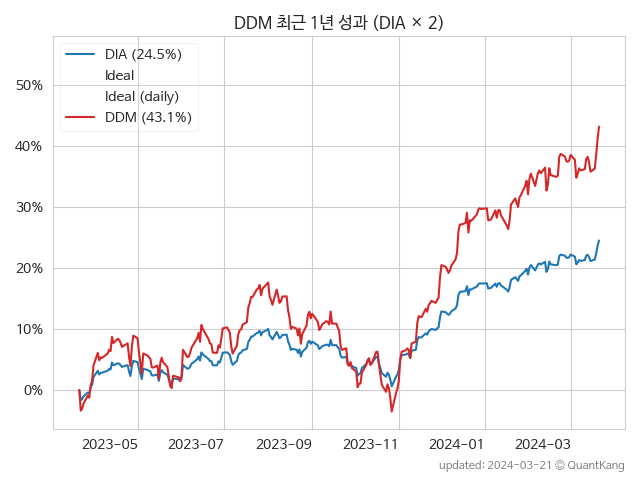 DDM 최근 1년 성과 (DIA × 2)
DIA (24.5%)
Ideal
Ideal (daily)
DDM (43.1%)
50%
40%
30%
20%
10%
0%
2023−05 2023−07 2023−09 2023−11 2024−01 2024−03
updated: 2024-03-21 © QuantKang